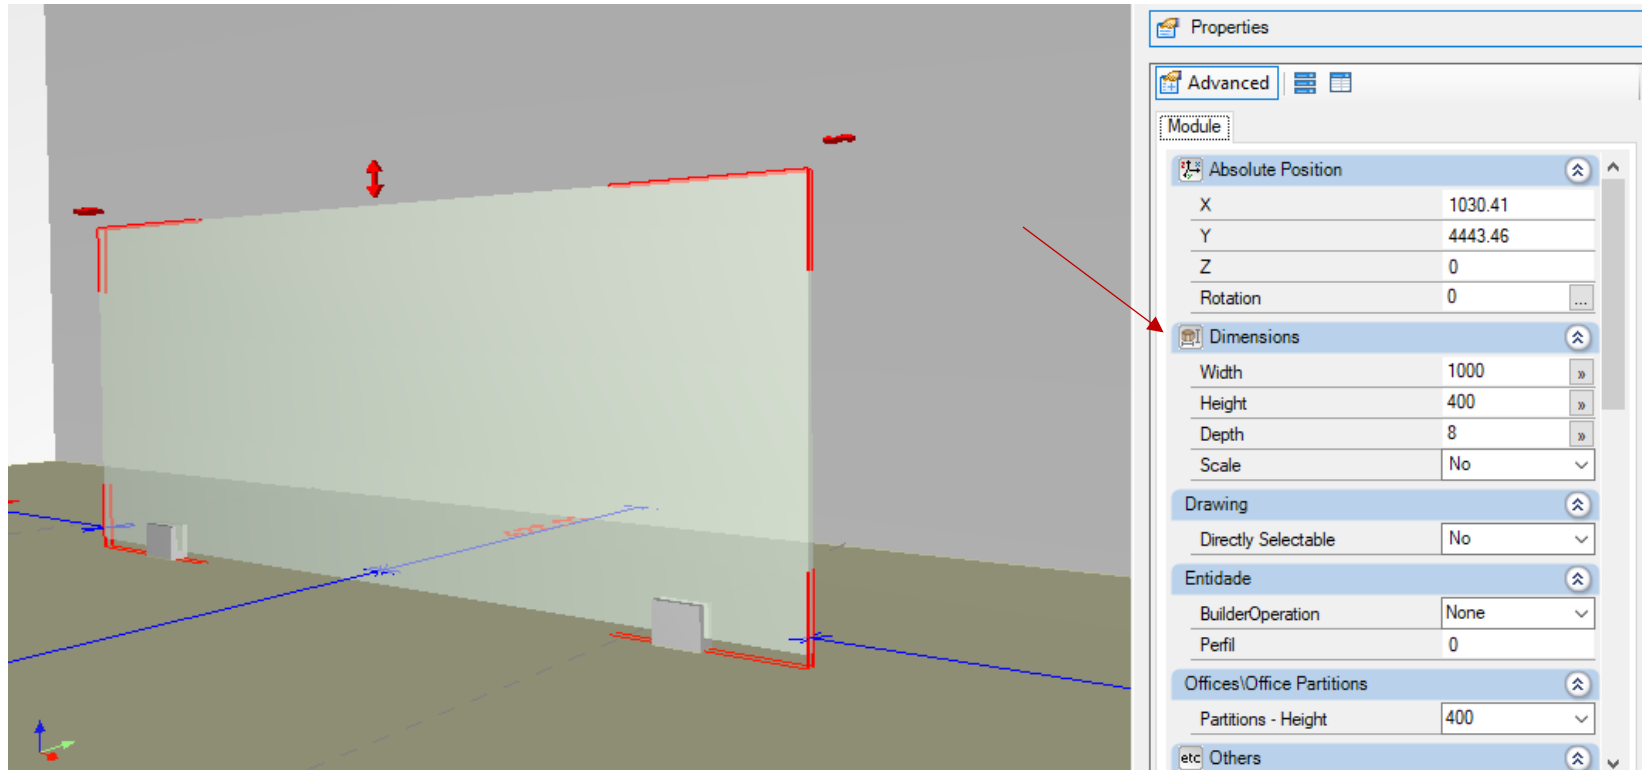 Properties
Advanced
Module
Absolute Position
X 1030.41
Y 4443.46
Z 0
Rotation 0 ...
Dimensions
Width 1000 »
Height 400 »
Depth 8 »
Scale No
Drawing
Directly Selectable No
Entidade
BuilderOperation None
Perfil 0
Offices\Office Partitions
Partitions - Height 400
etc Others